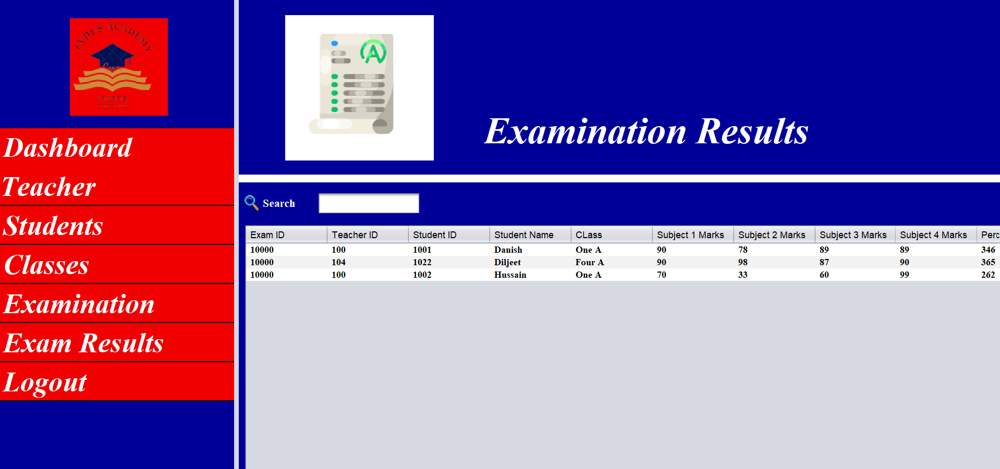 INDUS ACADEMY
Dashboard
Teacher
Students
Classes
Examination
Exam Results
Logout
A
Examination Results
Search
Exam ID Teacher ID Student ID Student Name CLass Subject 1 Marks Subject 2 Marks Subject 3 Marks Subject 4 Marks Perc
10000 100 1001 Danish One A 90 78 89 89 346
10000 104 1022 Diljeet Four A 90 98 87 90 365
10000 100 1002 Hussain One A 70 33 60 99 262